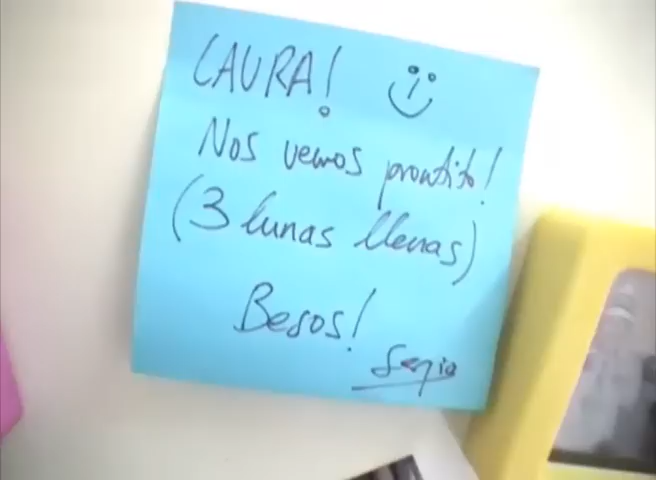 LAURA!
Nos vemos prontito!
(3 lunas llenas)
Besos!
Sergio